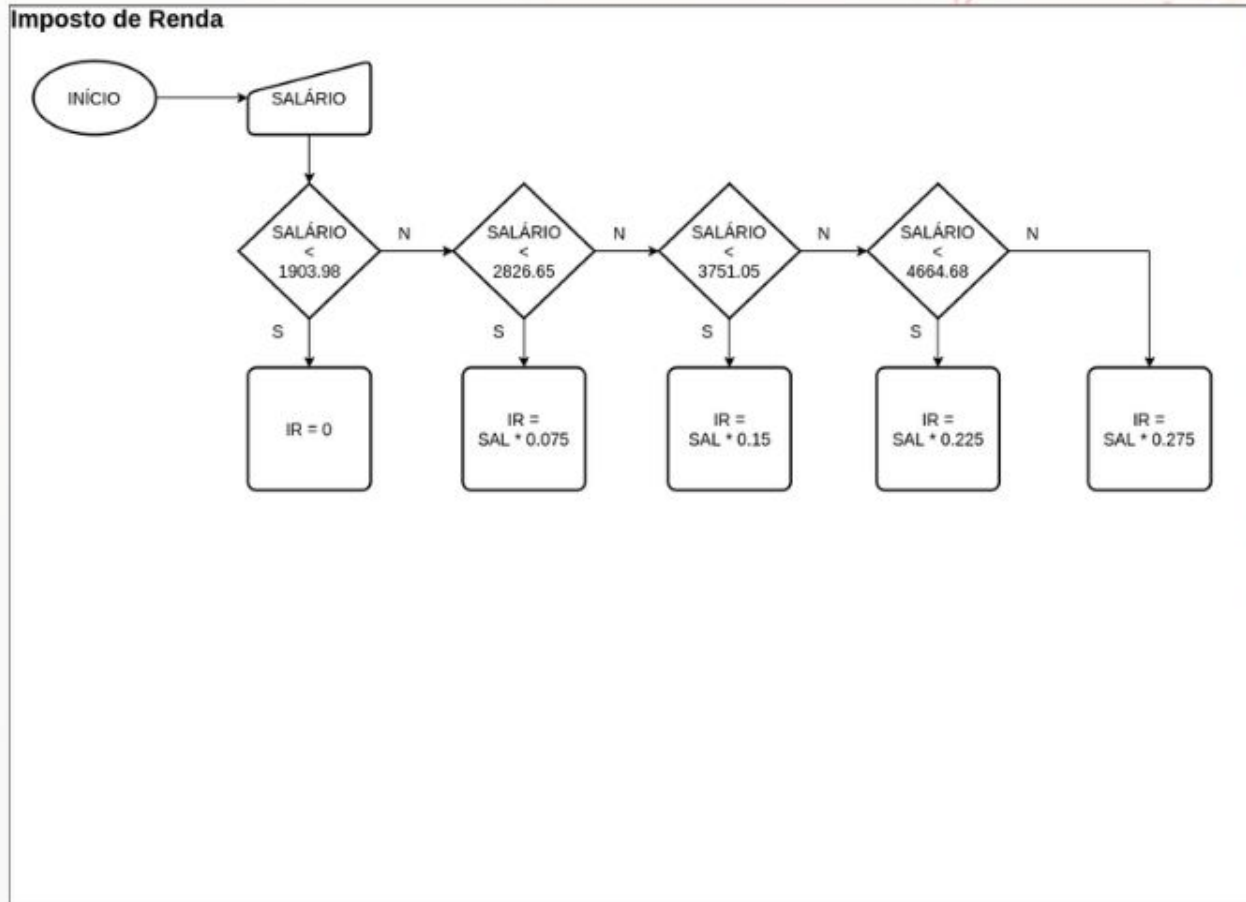 Imposto de Renda
INÍCIO
SALÁRIO
SALÁRIO
<
1903.98
N
SALÁRIO
<
2826.65
N
SALÁRIO
<
3751.05
N
SALÁRIO
<
4664.68
N
S
S
S
S
IR = 0
IR =
SAL * 0.075
IR =
SAL * 0.15
IR =
SAL * 0.225
IR =
SAL * 0.275